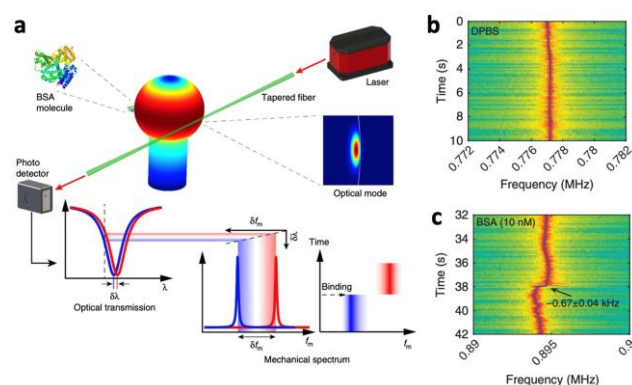 a
BSA
molecule
Tapered fiber
Laser
Photo
detector
Optical mode
δλ
λ
Optical transmission
δfm
δλ
δfm
fm
Mechanical spectrum
Time
Binding
fm
b
DPBS
Time (s)
0
2
4
6
8
10
0.772
0.774
0.776
0.778
0.78
0.782
Frequency (MHz)
c
BSA (10 nM)
Time (s)
32
34
36
38
40
42
−0.67±0.04 kHz
0.89
0.895
0.9
Frequency (MHz)